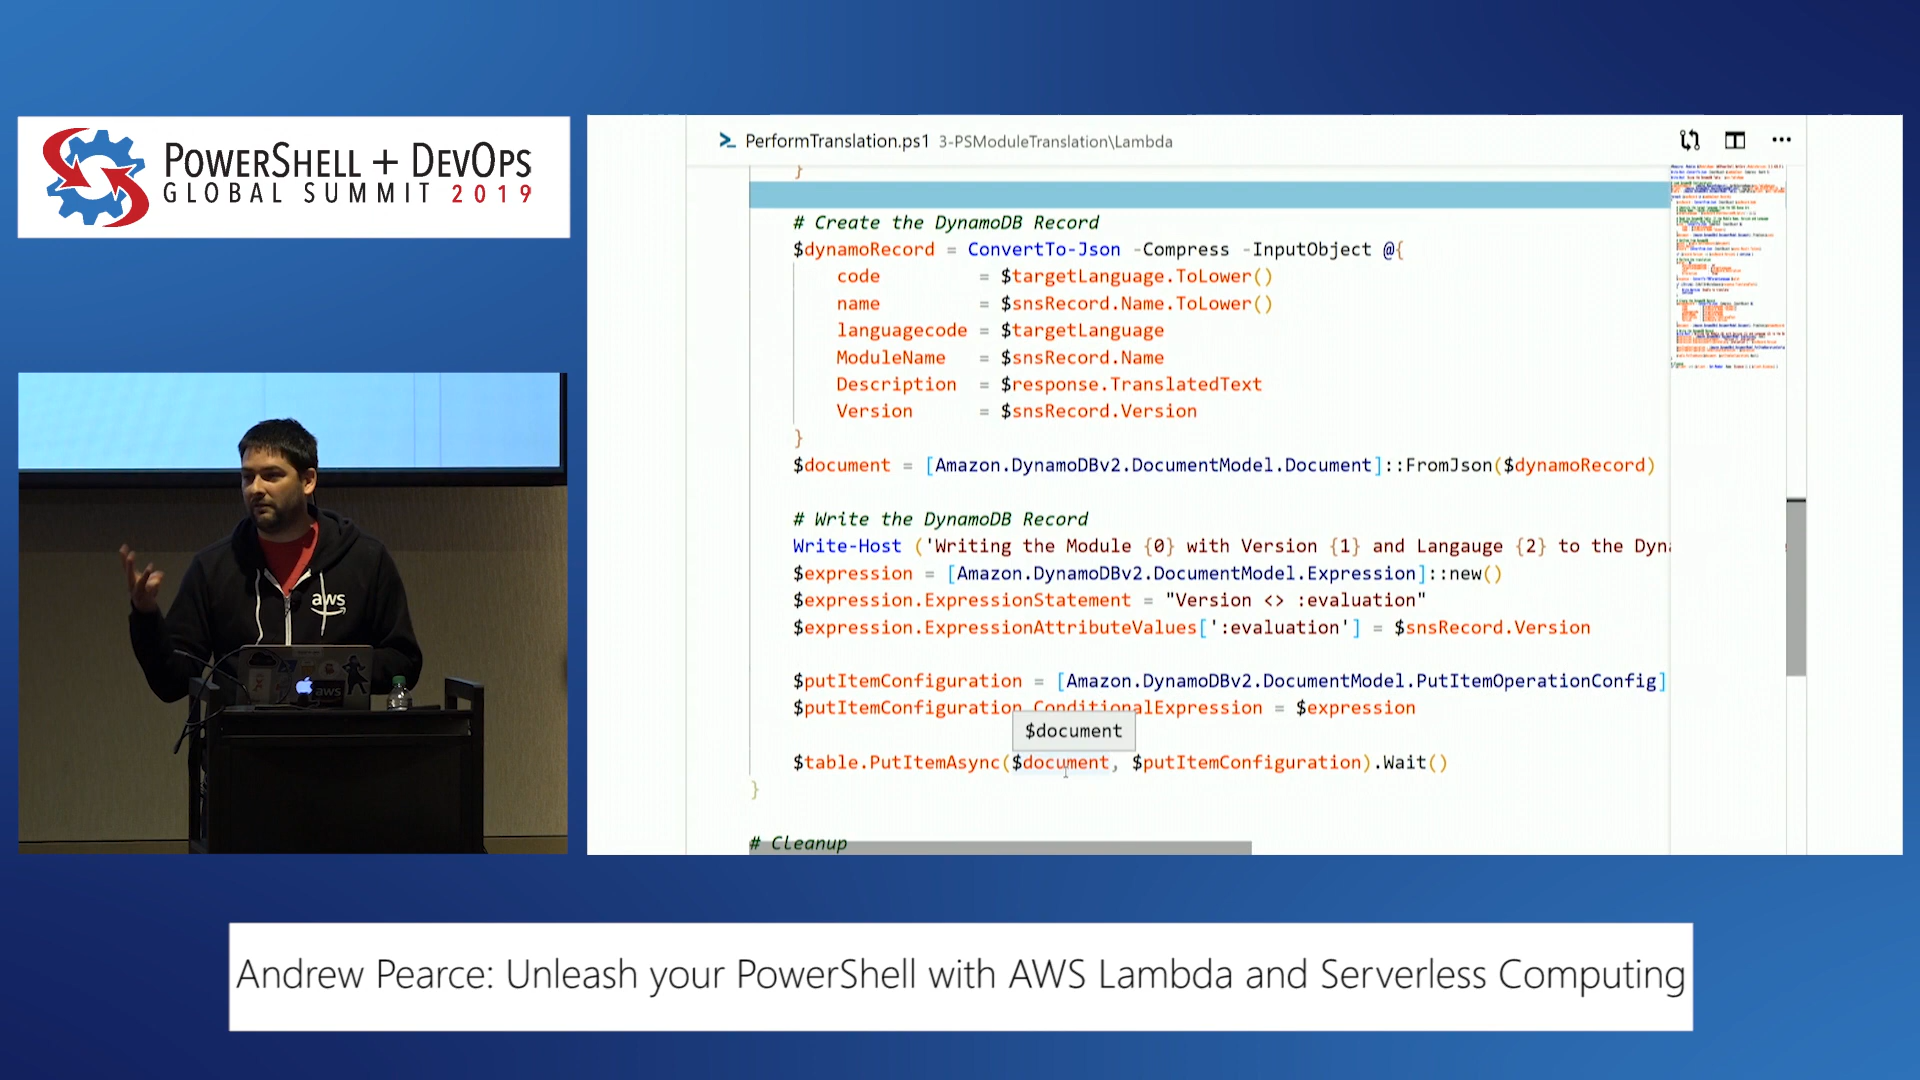 POWERSHELL + DEVOPS
GLOBAL SUMMIT 2019
PerformTranslation.ps1 3-PSModuleTranslation\Lambda
}
# Create the DynamoDB Record
$dynamoRecord = ConvertTo-Json -Compress -InputObject @{
code = $targetLanguage.ToLower()
name = $snsRecord.Name.ToLower()
languagecode = $targetLanguage
ModuleName = $snsRecord.Name
Description = $response.TranslatedText
Version = $snsRecord.Version
}
$document = [Amazon.DynamoDBv2.DocumentModel.Document]::FromJson($dynamoRecord)
# Write the DynamoDB Record
Write-Host ('Writing the Module {0} with Version {1} and Langauge {2} to the Dyn
$expression = [Amazon.DynamoDBv2.DocumentModel.Expression]::new()
$expression.ExpressionStatement = "Version <> :evaluation"
$expression.ExpressionAttributeValues[':evaluation'] = $snsRecord.Version
$putItemConfiguration = [Amazon.DynamoDBv2.DocumentModel.PutItemOperationConfig]
$putItemConfiguration.ConditionalExpression = $expression
$document
$table.PutItemAsync($document, $putItemConfiguration).Wait()
}
# Cleanup
aws
aws
Andrew Pearce: Unleash your PowerShell with AWS Lambda and Serverless Computing